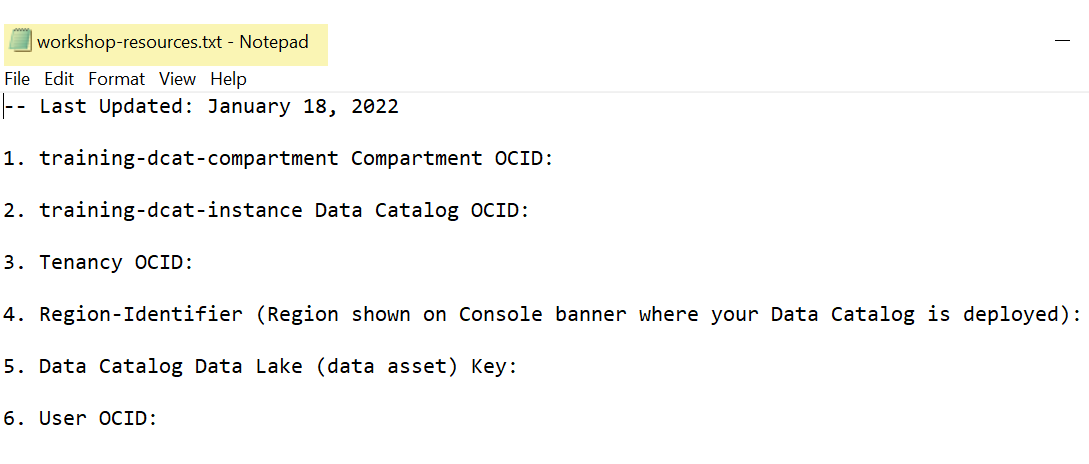 workshop-resources.txt - Notepad
File Edit Format View Help
-- Last Updated: January 18, 2022
1. training-dcat-compartment Compartment OCID:
2. training-dcat-instance Data Catalog OCID:
3. Tenancy OCID:
4. Region-Identifier (Region shown on Console banner where your Data Catalog is deployed):
5. Data Catalog Data Lake (data asset) Key:
6. User OCID: